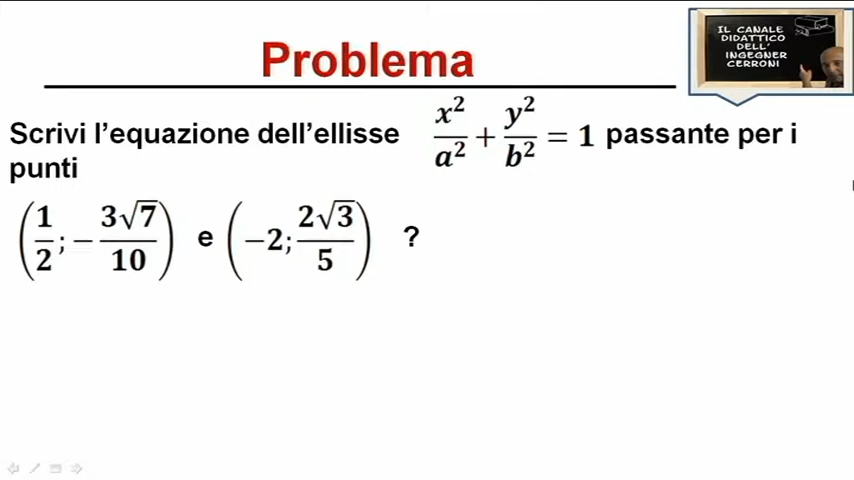 Problema
IL CANALE
DIDATTICO
DELL'
INGEGNER
CERRONI
Scrivi l'equazione dell'ellisse x²/a² + y²/b² = 1 passante per i
punti
(1/2; −3√7/10) e (−2; 2√3/5) ?